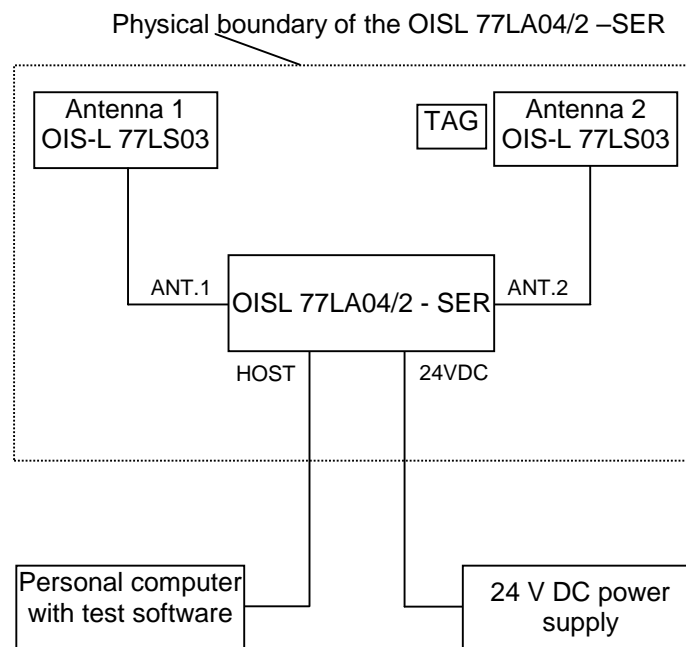 Physical boundary of the OISL 77LA04/2 –SER
Antenna 1
OIS-L 77LS03
TAG
Antenna 2
OIS-L 77LS03
ANT.1
OISL 77LA04/2 - SER
ANT.2
HOST
24VDC
Personal computer
with test software
24 V DC power
supply